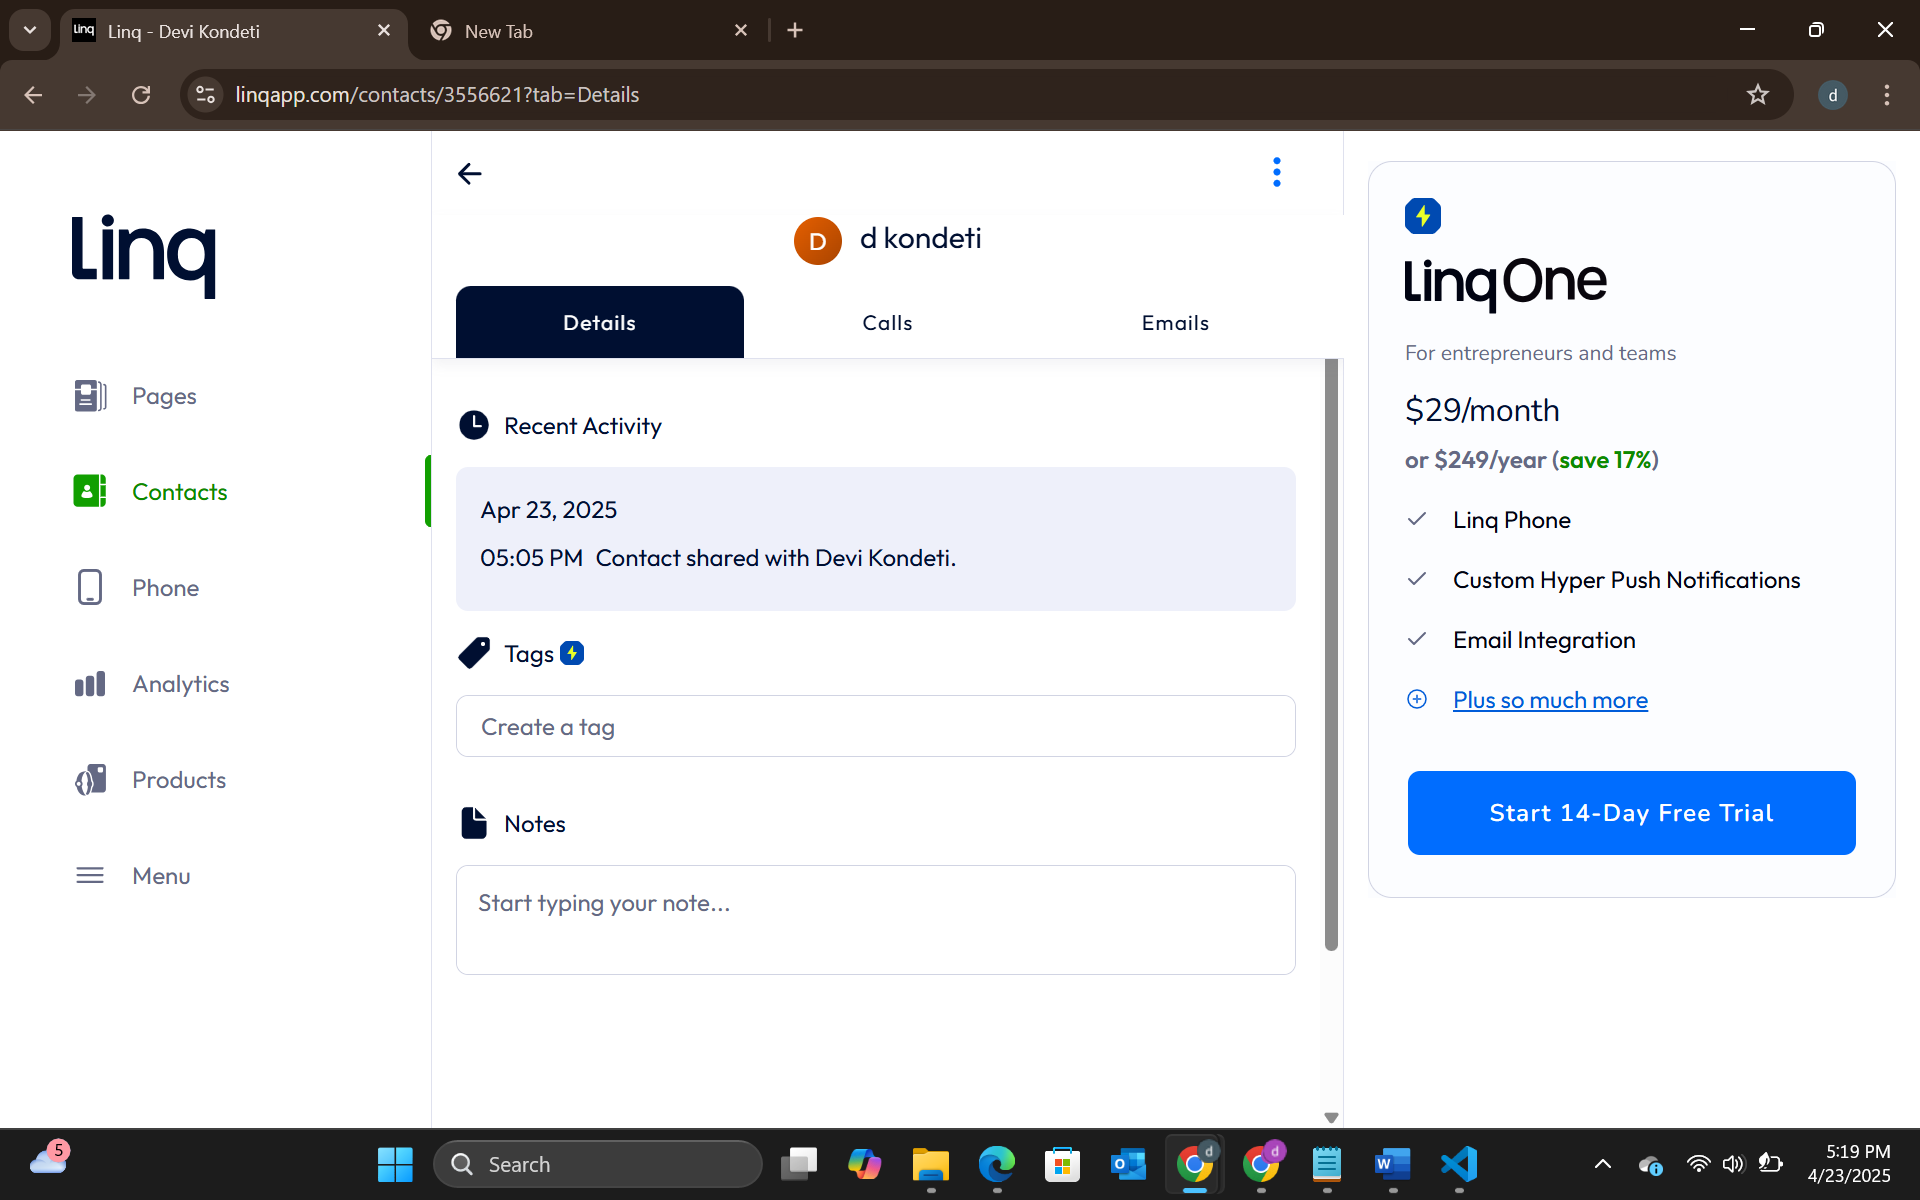 linq
Linq - Devi Kondeti
New Tab
linqapp.com/contacts/3556621?tab=Details
d
linq
Pages
Contacts
Phone
Analytics
Products
Menu
D
d kondeti
Details
Calls
Emails
Recent Activity
Apr 23, 2025
05:05 PM Contact shared with Devi Kondeti.
Tags
Create a tag
Notes
Start typing your note...
linq One
For entrepreneurs and teams
$29/month
or $249/year (save 17%)
Linq Phone
Custom Hyper Push Notifications
Email Integration
Plus so much more
Start 14-Day Free Trial
5
Search
d
d
5:19 PM
4/23/2025